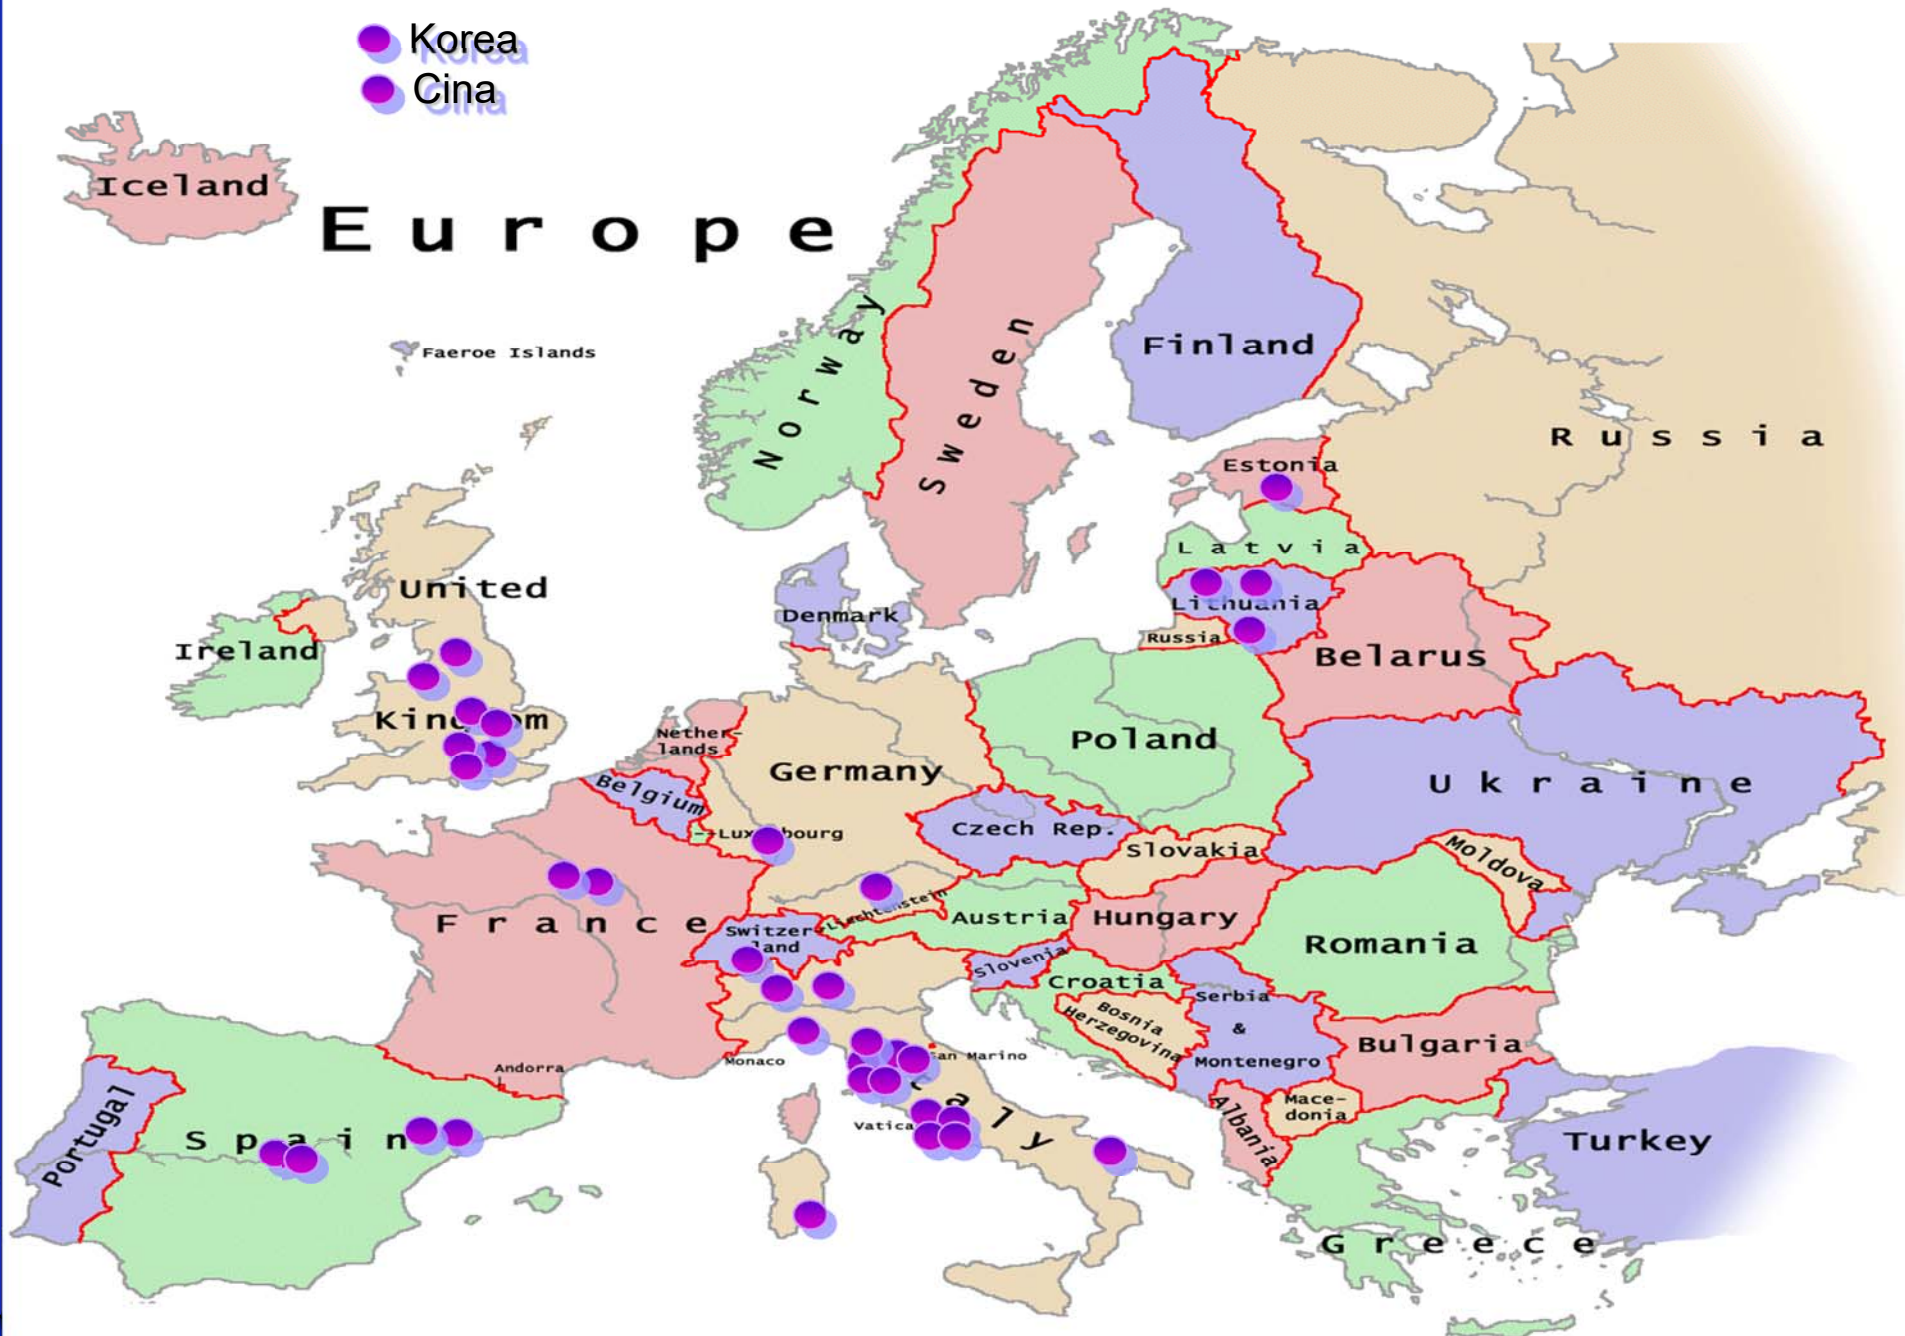 Korea
Cina
Iceland
Europe
Faeroe Islands
Norway
Sweden
Finland
Russia
Estonia
Latvia
Lithuania
Russia
Belarus
United
Ireland
Denmark
Nether-
lands
Germany
Poland
Ukraine
Belgium
Czech Rep.
Slovakia
Moldova
France
Liechtenstein
Austria
Hungary
Romania
Switzer-
land
Slovenia
Croatia
Bosnia
Herzegovina
Serbia
&
Montenegro
Bulgaria
Monaco
San Marino
Andorra
Portugal
Spain
Vatica
Albania
Mace-
donia
Turkey
Greece